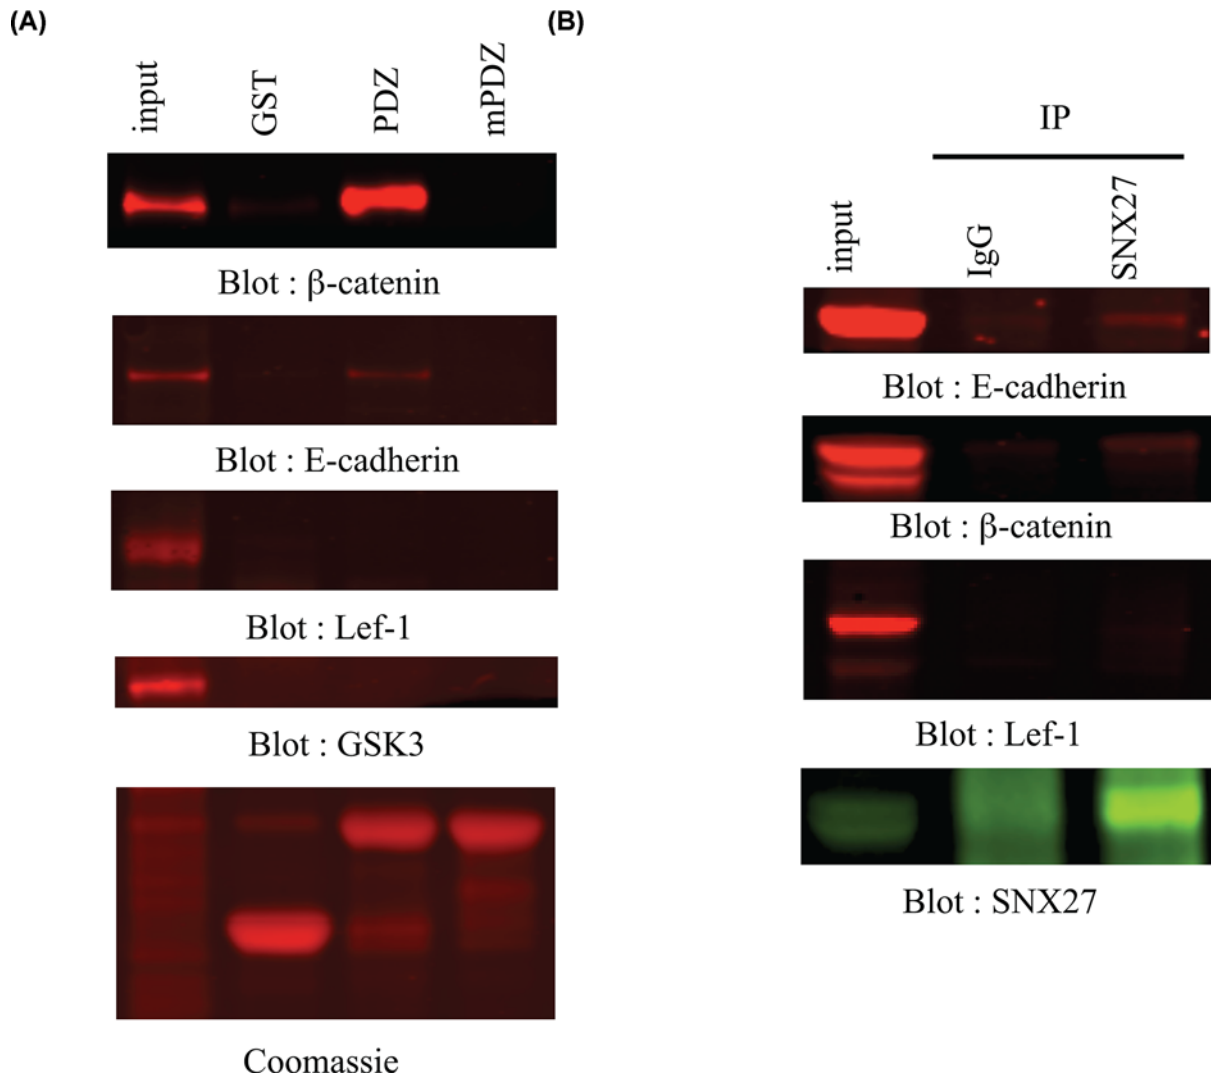 (A)
input
GST
PDZ
mPDZ
Blot : β-catenin
Blot : E-cadherin
Blot : Lef-1
Blot : GSK3
Coomassie
(B)
IP
input
IgG
SNX27
Blot : E-cadherin
Blot : β-catenin
Blot : Lef-1
Blot : SNX27